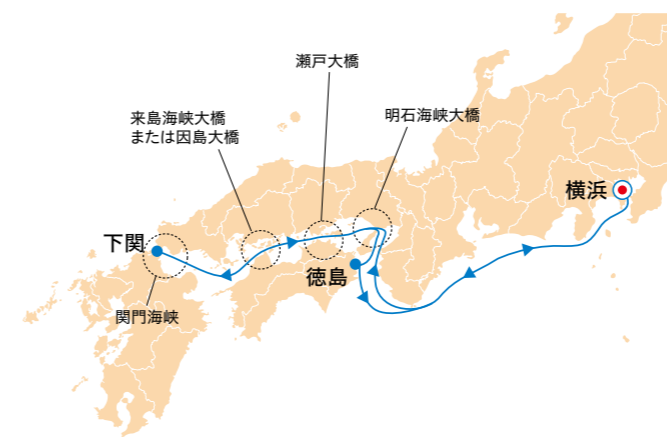 瀬戸大橋
来島海峡大橋
または因島大橋
明石海峡大橋
横浜
下関
徳島
関門海峡